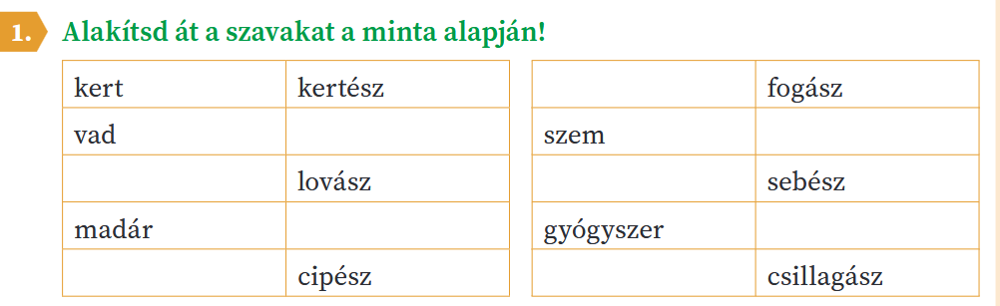 1. Alakítsd át a szavakat a minta alapján!
kert kertész
vad
lovász
madár
cipész
fogász
szem
sebész
gyógyszer
csillagász